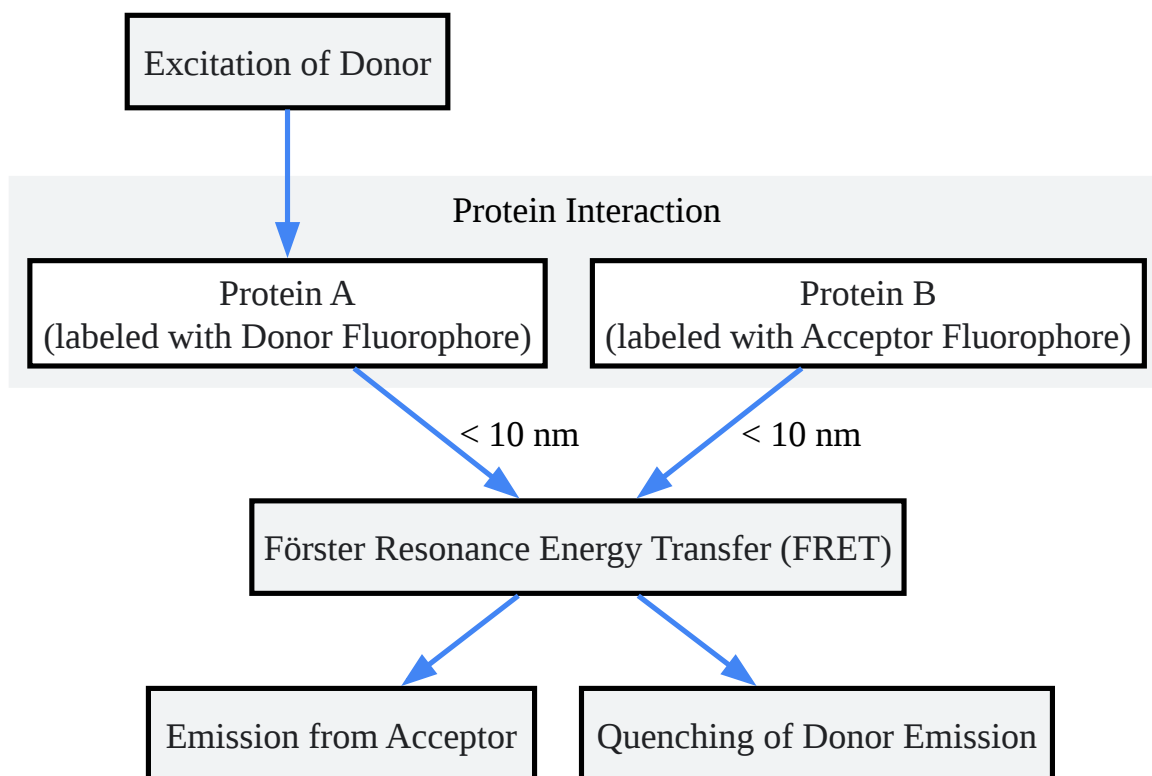 Excitation of Donor
Protein Interaction
Protein A
(labeled with Donor Fluorophore)
Protein B
(labeled with Acceptor Fluorophore)
< 10 nm
< 10 nm
Förster Resonance Energy Transfer (FRET)
Emission from Acceptor
Quenching of Donor Emission